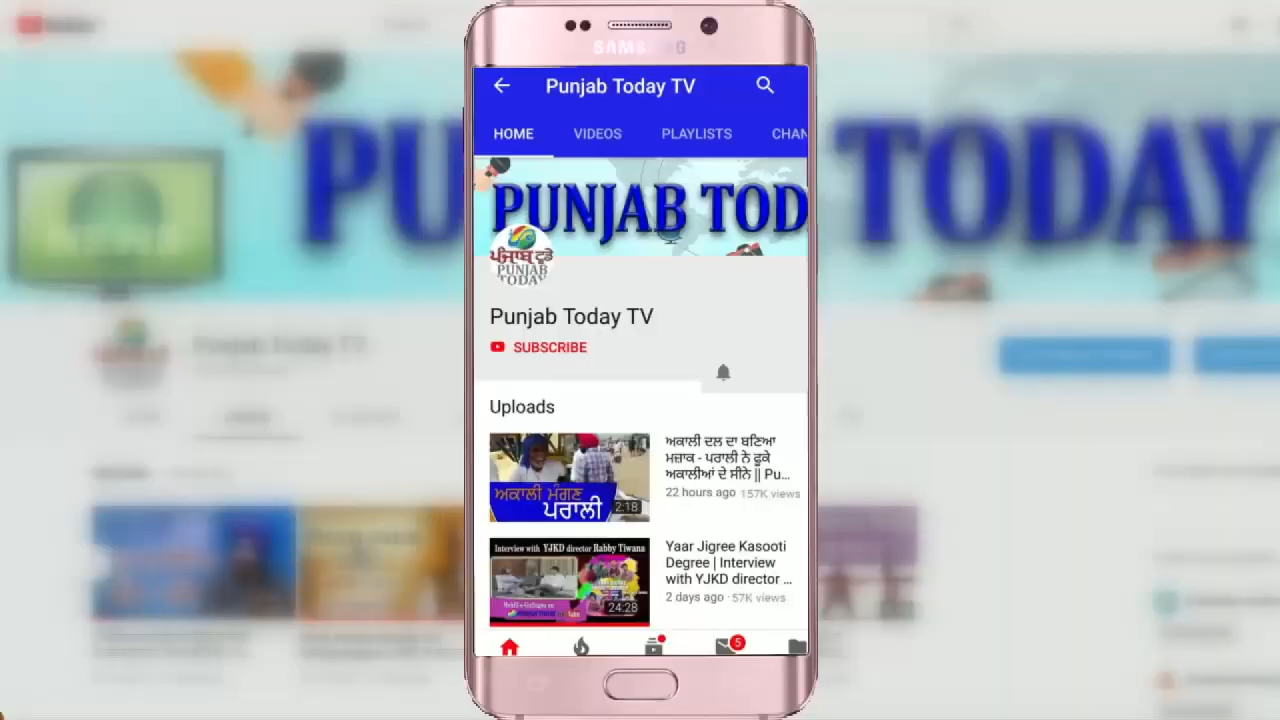 SAMSUNG
Punjab Today TV
HOME VIDEOS PLAYLISTS CHAN
PUNJAB TOD
PU
TODAY
ਪੰਜਾਬ ਟੂਡੇ
PUNJAB
TODAY
Punjab Today TV
SUBSCRIBE
Uploads
ਅਕਾਲੀ ਮੰਗਣ
ਪਰਾਲੀ
2:18
ਅਕਾਲੀ ਦਲ ਦਾ ਬਣਿਆ
ਮਜ਼ਾਕ - ਪਰਾਲੀ ਨੇ ਫੂਕੇ
ਅਕਾਲੀਆਂ ਦੇ ਸੀਨੇ || Pu...
22 hours ago 157K views
Interview with YJKD director Rabby Tiwana
24:28
Yaar Jigree Kasooti
Degree | Interview
with YJKD director ...
2 days ago · 57K views
5